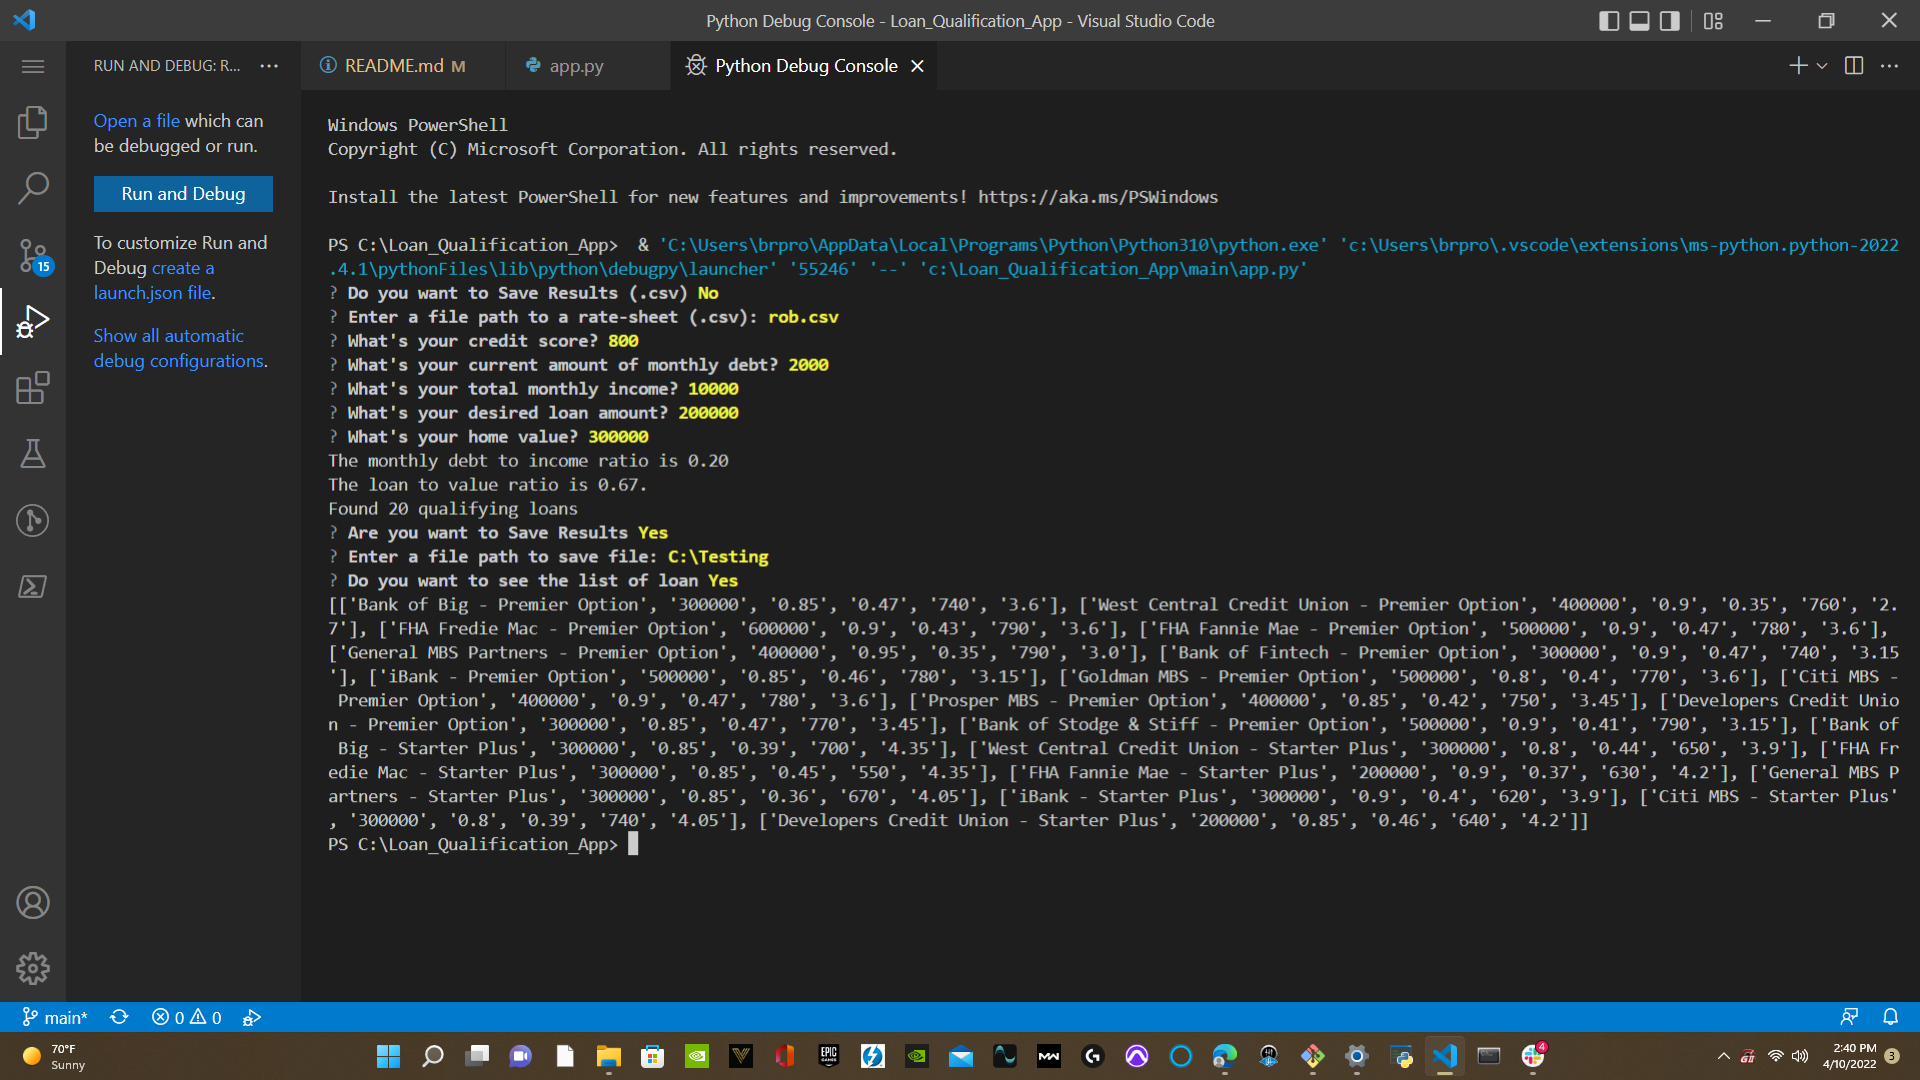 Python Debug Console - Loan_Qualification_App - Visual Studio Code
RUN AND DEBUG: R... ···
README.md M
app.py
Python Debug Console
Open a file which can
be debugged or run.
Run and Debug
To customize Run and
Debug create a
launch.json file.
Show all automatic
debug configurations.
15
Windows PowerShell
Copyright (C) Microsoft Corporation. All rights reserved.
Install the latest PowerShell for new features and improvements! https://aka.ms/PSWindows
PS C:\Loan_Qualification_App>  & 'C:\Users\brpro\AppData\Local\Programs\Python\Python310\python.exe' 'c:\Users\brpro\.vscode\extensions\ms-python.python-2022
.4.1\pythonFiles\lib\python\debugpy\launcher' '55246' '--' 'c:\Loan_Qualification_App\main\app.py'
? Do you want to Save Results (.csv) No
? Enter a file path to a rate-sheet (.csv): rob.csv
? What's your credit score? 800
? What's your current amount of monthly debt? 2000
? What's your total monthly income? 10000
? What's your desired loan amount? 200000
? What's your home value? 300000
The monthly debt to income ratio is 0.20
The loan to value ratio is 0.67.
Found 20 qualifying loans
? Are you want to Save Results Yes
? Enter a file path to save file: C:\Testing
? Do you want to see the list of loan Yes
[['Bank of Big - Premier Option', '300000', '0.85', '0.47', '740', '3.6'], ['West Central Credit Union - Premier Option', '400000', '0.9', '0.35', '760', '2.
7'], ['FHA Fredie Mac - Premier Option', '600000', '0.9', '0.43', '790', '3.6'], ['FHA Fannie Mae - Premier Option', '500000', '0.9', '0.47', '780', '3.6'],
['General MBS Partners - Premier Option', '400000', '0.95', '0.35', '790', '3.0'], ['Bank of Fintech - Premier Option', '300000', '0.9', '0.47', '740', '3.15
'], ['iBank - Premier Option', '500000', '0.85', '0.46', '780', '3.15'], ['Goldman MBS - Premier Option', '500000', '0.8', '0.4', '770', '3.6'], ['Citi MBS -
 Premier Option', '400000', '0.9', '0.47', '780', '3.6'], ['Prosper MBS - Premier Option', '400000', '0.85', '0.42', '750', '3.45'], ['Developers Credit Unio
n - Premier Option', '300000', '0.85', '0.47', '770', '3.45'], ['Bank of Stodge & Stiff - Premier Option', '500000', '0.9', '0.41', '790', '3.15'], ['Bank of
 Big - Starter Plus', '300000', '0.85', '0.39', '700', '4.35'], ['West Central Credit Union - Starter Plus', '300000', '0.8', '0.44', '650', '3.9'], ['FHA Fr
edie Mac - Starter Plus', '300000', '0.85', '0.45', '550', '4.35'], ['FHA Fannie Mae - Starter Plus', '200000', '0.9', '0.37', '630', '4.2'], ['General MBS P
artners - Starter Plus', '300000', '0.85', '0.36', '670', '4.05'], ['iBank - Starter Plus', '300000', '0.9', '0.4', '620', '3.9'], ['Citi MBS - Starter Plus'
, '300000', '0.8', '0.39', '740', '4.05'], ['Developers Credit Union - Starter Plus', '200000', '0.85', '0.46', '640', '4.2']]
PS C:\Loan_Qualification_App>
main* 0 0
70°F
Sunny
EPIC GAMES
4
2:40 PM
4/10/2022
3